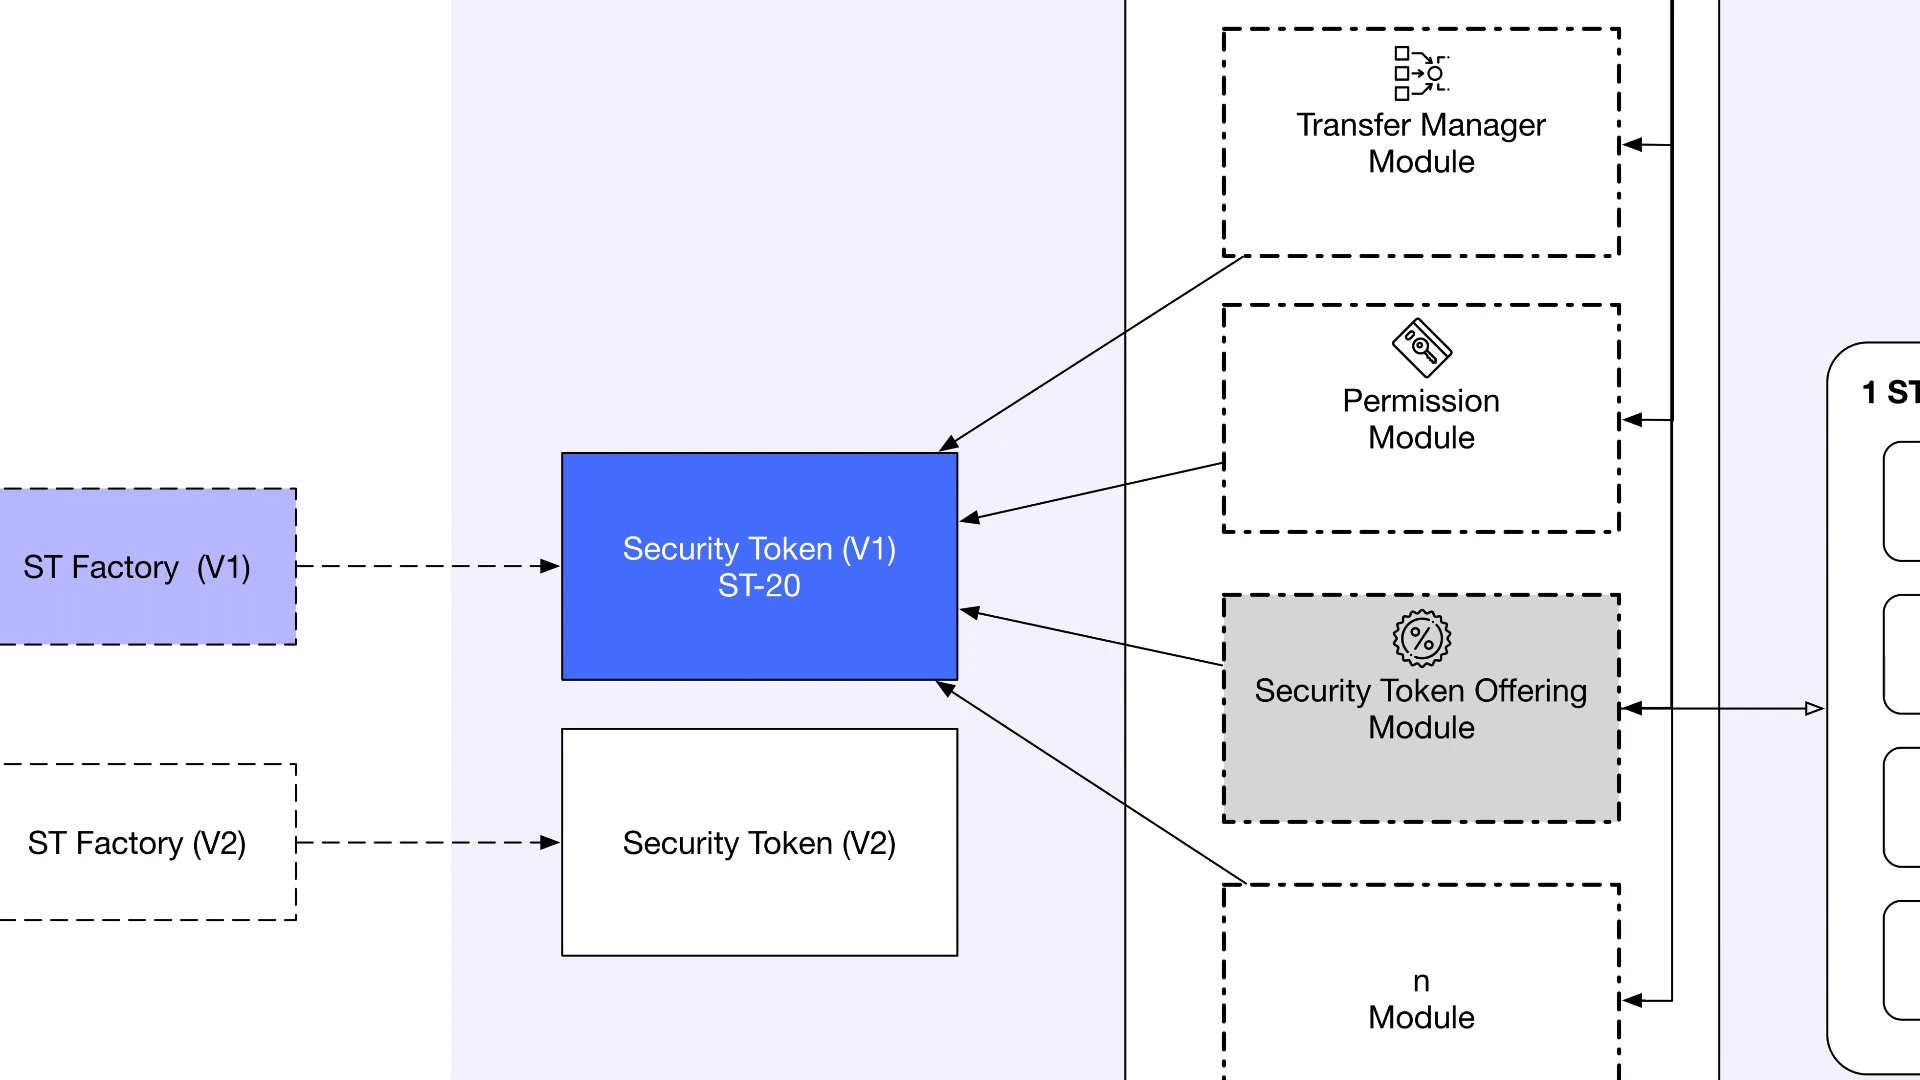 Transfer Manager
Module
Permission
Module
1 ST
ST Factory  (V1)
Security Token (V1)
ST-20
Security Token Offering
Module
ST Factory (V2)
Security Token (V2)
n
Module